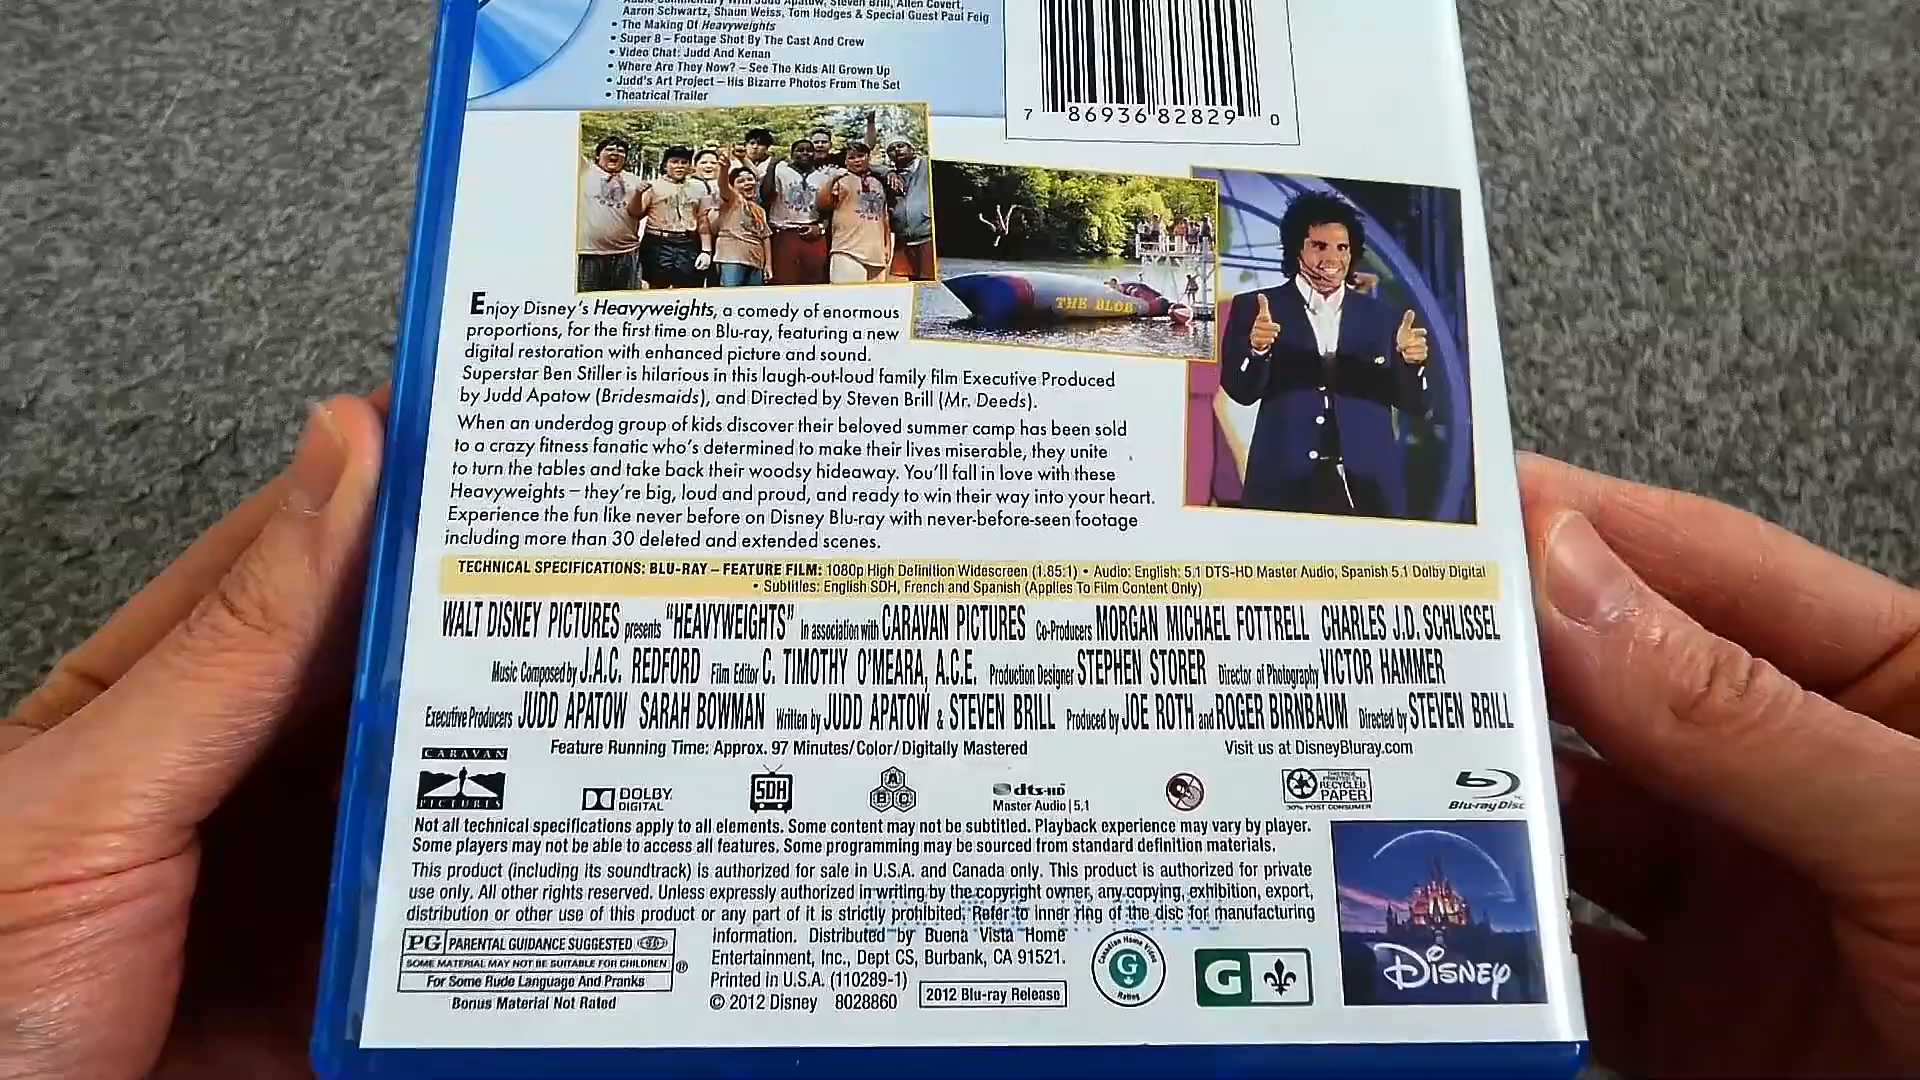 Audio Commentary With Judd Apatow, Steven Brill, Allen Covert,
Aaron Schwartz, Shaun Weiss, Tom Hodges & Special Guest Paul Feig
• The Making Of Heavyweights
• Super 8 – Footage Shot By The Cast And Crew
• Video Chat: Judd And Kenan
• Where Are They Now? – See The Kids All Grown Up
• Judd's Art Project – His Bizarre Photos From The Set
• Theatrical Trailer
7 86936 82829 0
THE BLOB
Enjoy Disney's Heavyweights, a comedy of enormous
proportions, for the first time on Blu-ray, featuring a new
digital restoration with enhanced picture and sound.
Superstar Ben Stiller is hilarious in this laugh-out-loud family film Executive Produced
by Judd Apatow (Bridesmaids), and Directed by Steven Brill (Mr. Deeds).
When an underdog group of kids discover their beloved summer camp has been sold
to a crazy fitness fanatic who's determined to make their lives miserable, they unite
to turn the tables and take back their woodsy hideaway. You'll fall in love with these
Heavyweights – they're big, loud and proud, and ready to win their way into your heart.
Experience the fun like never before on Disney Blu-ray with never-before-seen footage
including more than 30 deleted and extended scenes.
TECHNICAL SPECIFICATIONS: BLU-RAY – FEATURE FILM: 1080p High Definition Widescreen (1.85:1) • Audio: English: 5.1 DTS-HD Master Audio, Spanish 5.1 Dolby Digital
• Subtitles: English SDH, French and Spanish (Applies To Film Content Only)
WALT DISNEY PICTURES presents "HEAVYWEIGHTS" In association with CARAVAN PICTURES Co-Producers MORGAN MICHAEL FOTTRELL CHARLES J.D. SCHLISSEL
Music Composed by J.A.C. REDFORD Film Editor C. TIMOTHY O'MEARA, A.C.E. Production Designer STEPHEN STORER Director of Photography VICTOR HAMMER
Executive Producers JUDD APATOW SARAH BOWMAN Written by JUDD APATOW & STEVEN BRILL Produced by JOE ROTH and ROGER BIRNBAUM Directed by STEVEN BRILL
Feature Running Time: Approx. 97 Minutes/Color/Digitally Mastered
Visit us at DisneyBluray.com
CARAVAN
PICTURES
DOLBY
DIGITAL
SDH
A
B C
dts-HD
Master Audio | 5.1
RECYCLED
PAPER
30% POST CONSUMER
Blu-ray Disc
Not all technical specifications apply to all elements. Some content may not be subtitled. Playback experience may vary by player.
Some players may not be able to access all features. Some programming may be sourced from standard definition materials.
This product (including its soundtrack) is authorized for sale in U.S.A. and Canada only. This product is authorized for private
use only. All other rights reserved. Unless expressly authorized in writing by the copyright owner, any copying, exhibition, export,
distribution or other use of this product or any part of it is strictly prohibited. Refer to inner ring of the disc for manufacturing
information. Distributed by Buena Vista Home
Entertainment, Inc., Dept CS, Burbank, CA 91521.
Printed in U.S.A. (110289-1)
© 2012 Disney 8028860
2012 Blu-ray Release
PG PARENTAL GUIDANCE SUGGESTED
SOME MATERIAL MAY NOT BE SUITABLE FOR CHILDREN ®
For Some Rude Language And Pranks
Bonus Material Not Rated
Canadian Home Video
G
Rating
G
Disney